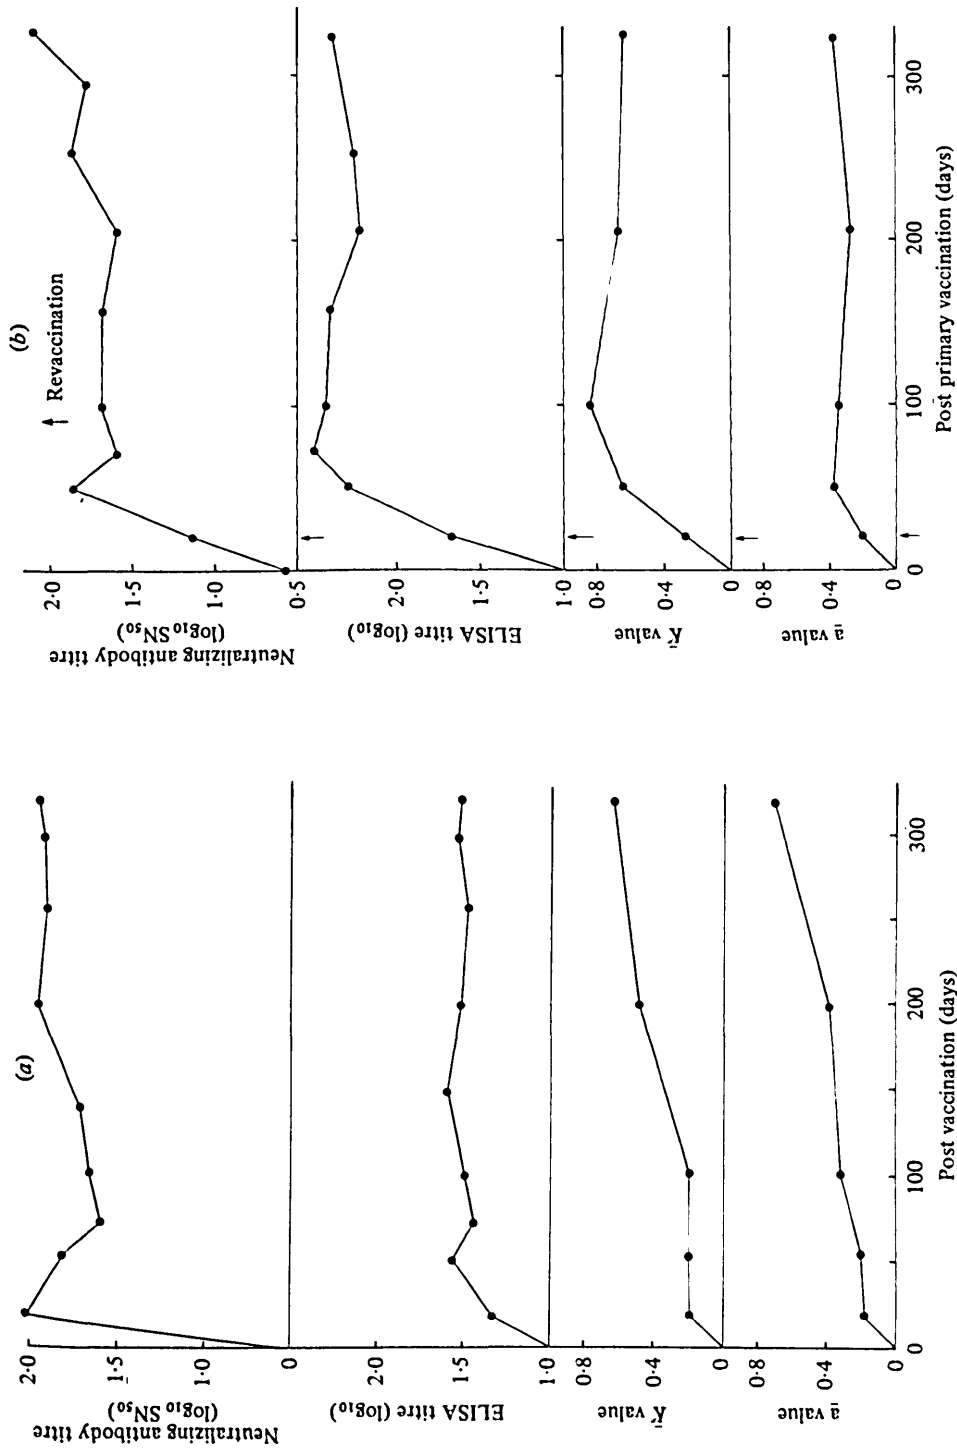 (a)
Neutralizing antibody titre
(log₁₀ SN₅₀)
2·0
1·5
1·0
0
ELISA titre (log₁₀)
2·0
1·5
1·0
K̄ value
0·8
0·4
0
a̱ value
0·8
0·4
0
0
100
200
300
Post vaccination (days)
(b)
Revaccination
Neutralizing antibody titre
(log₁₀ SN₅₀)
2·0
1·5
1·0
0·5
ELISA titre (log₁₀)
2·0
1·5
1·0
K̄ value
0·8
0·4
0
a̱ value
0·8
0·4
0
0
100
200
300
Post primary vaccination (days)